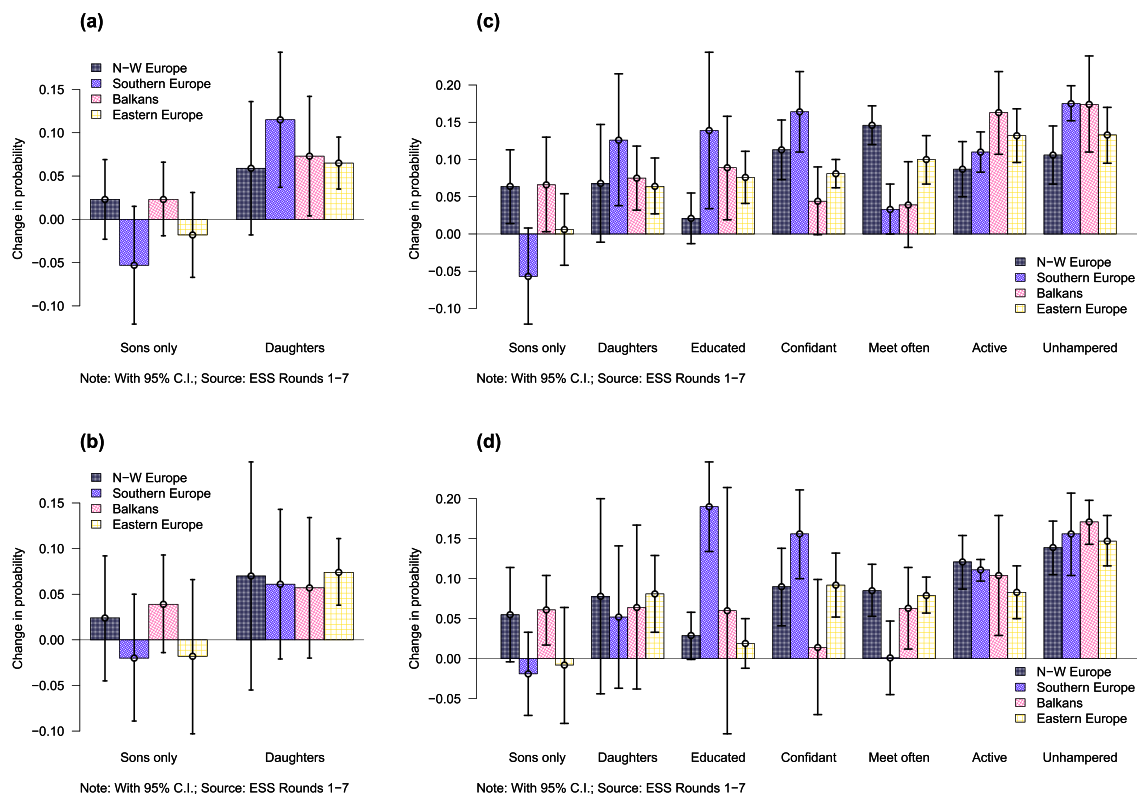 (a)
N−W Europe
Southern Europe
Balkans
Eastern Europe
Change in probability
0.15
0.10
0.05
0.00
−0.05
−0.10
Sons only Daughters
Note: With 95% C.I.; Source: ESS Rounds 1−7
(c)
Change in probability
0.20
0.15
0.10
0.05
0.00
−0.05
−0.10
N−W Europe
Southern Europe
Balkans
Eastern Europe
Sons only Daughters Educated Confidant Meet often Active Unhampered
Note: With 95% C.I.; Source: ESS Rounds 1−7
(b)
N−W Europe
Southern Europe
Balkans
Eastern Europe
Change in probability
0.15
0.10
0.05
0.00
−0.05
−0.10
Sons only Daughters
Note: With 95% C.I.; Source: ESS Rounds 1−7
(d)
Change in probability
0.20
0.15
0.10
0.05
0.00
−0.05
N−W Europe
Southern Europe
Balkans
Eastern Europe
Sons only Daughters Educated Confidant Meet often Active Unhampered
Note: With 95% C.I.; Source: ESS Rounds 1−7